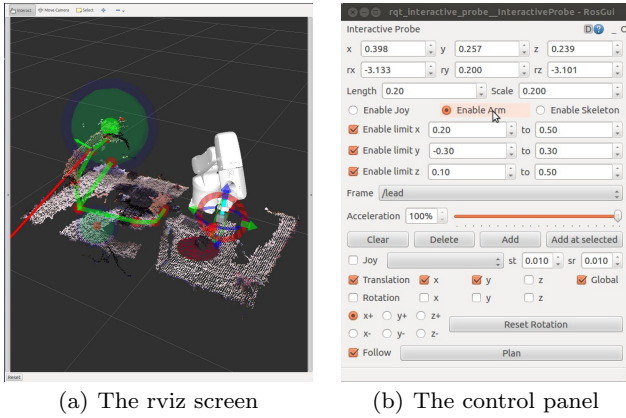 Interact Move Camera Select
Reset
(a) The rviz screen
rqt_interactive_probe__InteractiveProbe - RosGui
Interactive Probe D
x 0.398 y 0.257 z 0.239
rx -3.133 ry 0.200 rz -3.101
Length 0.20 Scale 0.200
Enable Joy Enable Arm Enable Skeleton
Enable limit x 0.20 to 0.50
Enable limit y -0.30 to 0.30
Enable limit z 0.10 to 0.50
Frame /lead
Acceleration 100%
Clear Delete Add Add at selected
Joy st 0.010 sr 0.010
Translation x y z Global
Rotation x y z
x+ y+ z+
x- y- z-
Reset Rotation
Follow Plan
(b) The control panel